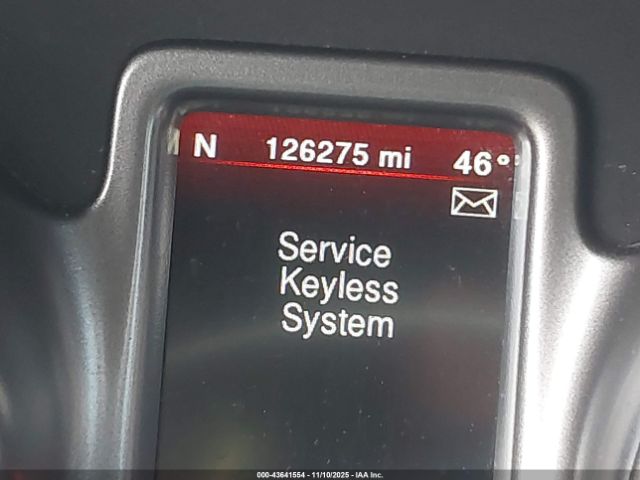 N 126275 mi 46°
Service
Keyless
System
000-43641554 - 11/10/2025 - IAA Inc.